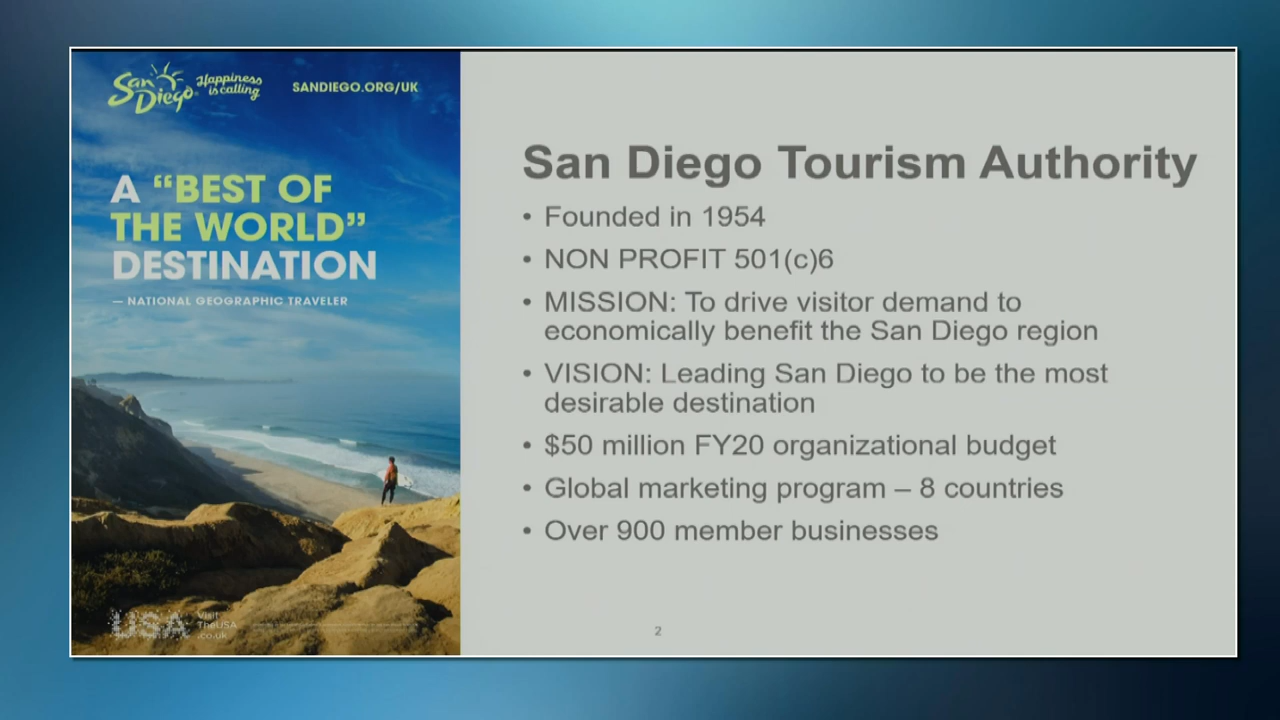 San Diego
Happiness is calling
SANDIEGO.ORG/UK
A “BEST OF
THE WORLD”
DESTINATION
— NATIONAL GEOGRAPHIC TRAVELER
USA
Visit
TheUSA
.co.uk
San Diego Tourism Authority
• Founded in 1954
• NON PROFIT 501(c)6
• MISSION: To drive visitor demand to
economically benefit the San Diego region
• VISION: Leading San Diego to be the most
desirable destination
• $50 million FY20 organizational budget
• Global marketing program – 8 countries
• Over 900 member businesses
2